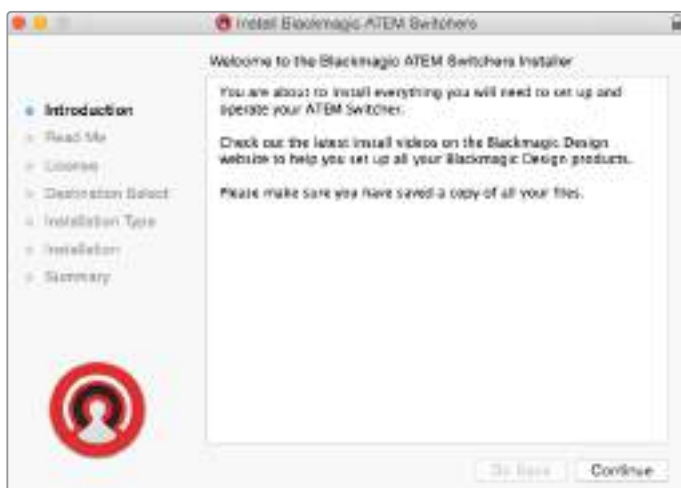 Install Blackmagic ATEM Switchers
Welcome to the Blackmagic ATEM Switchers Installer
Introduction
Read Me
License
Destination Select
Installation Type
Installation
Summary
You are about to install everything you will need to set up and
operate your ATEM Switcher.
Check out the latest install videos on the Blackmagic Design
website to help you set up all your Blackmagic Design products.
Please make sure you have saved a copy of all your files.
Go Back
Continue